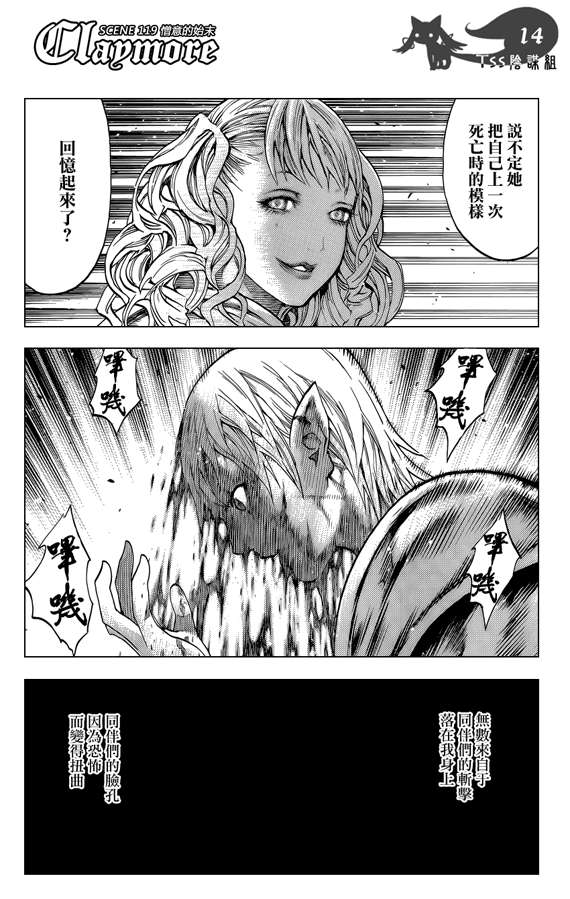 SCENE 119 憎意的始末
Claymore
14
Tss陰謀組
說不定她
把自己上一次
死亡時的模樣
回憶起來了？
嗶嘰
嗶嘰
嗶嘰
嗶嘰
無數來自于
同伴們的斬擊
落在我身上
同伴們的臉孔
因為恐怖
而變得扭曲